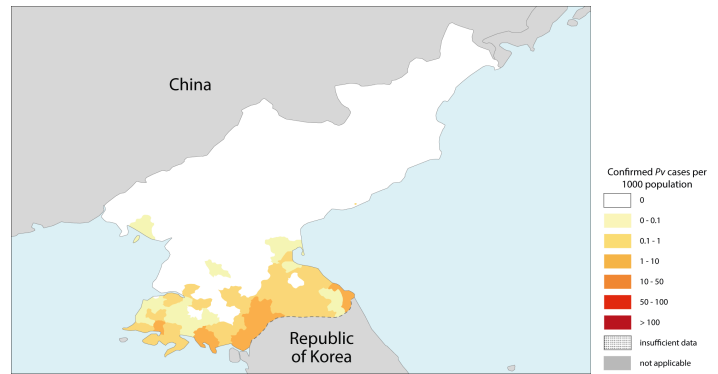 China
Republic
of Korea
Confirmed Pv cases per
1000 population
0
0 - 0.1
0.1 - 1
1 - 10
10 - 50
50 - 100
> 100
insufficient data
not applicable